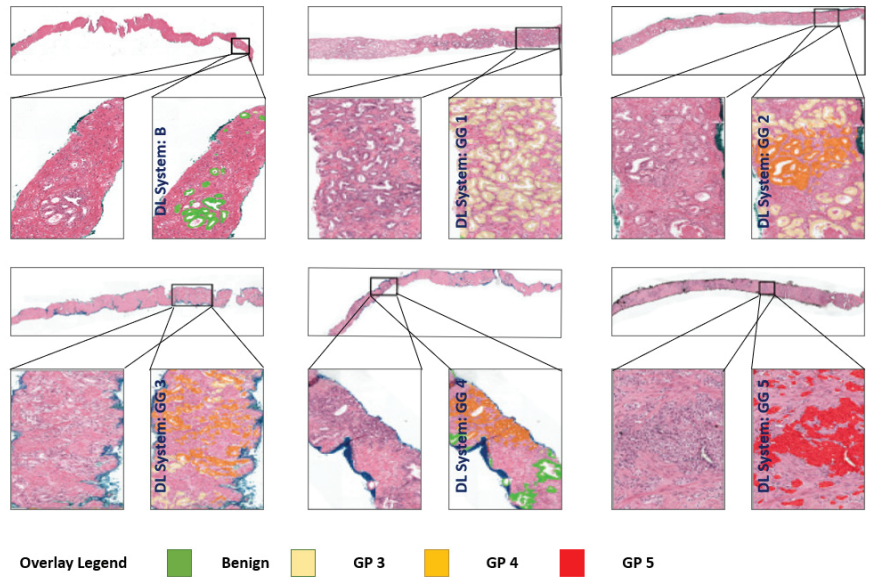 DL System: B
DL System: GG 1
DL System: GG 2
DL System: GG 3
DL System: GG 4
DL System: GG 5
Overlay Legend Benign GP 3 GP 4 GP 5